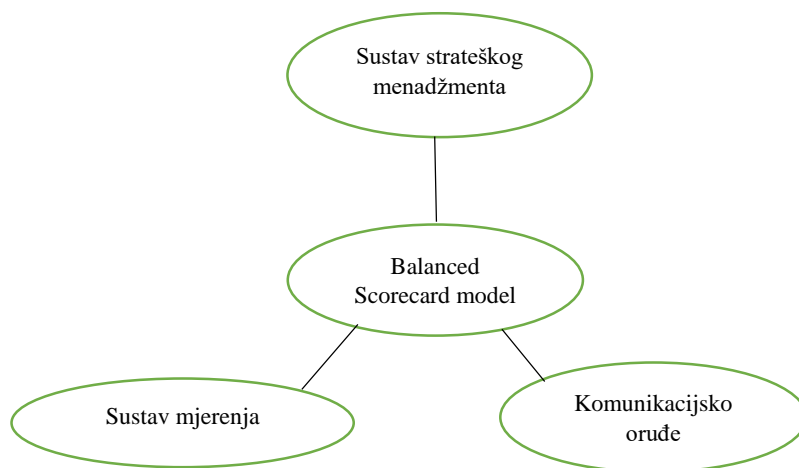 Sustav strateškog
menadžmenta
Balanced
Scorecard model
Sustav mjerenja
Komunikacijsko
oruđe